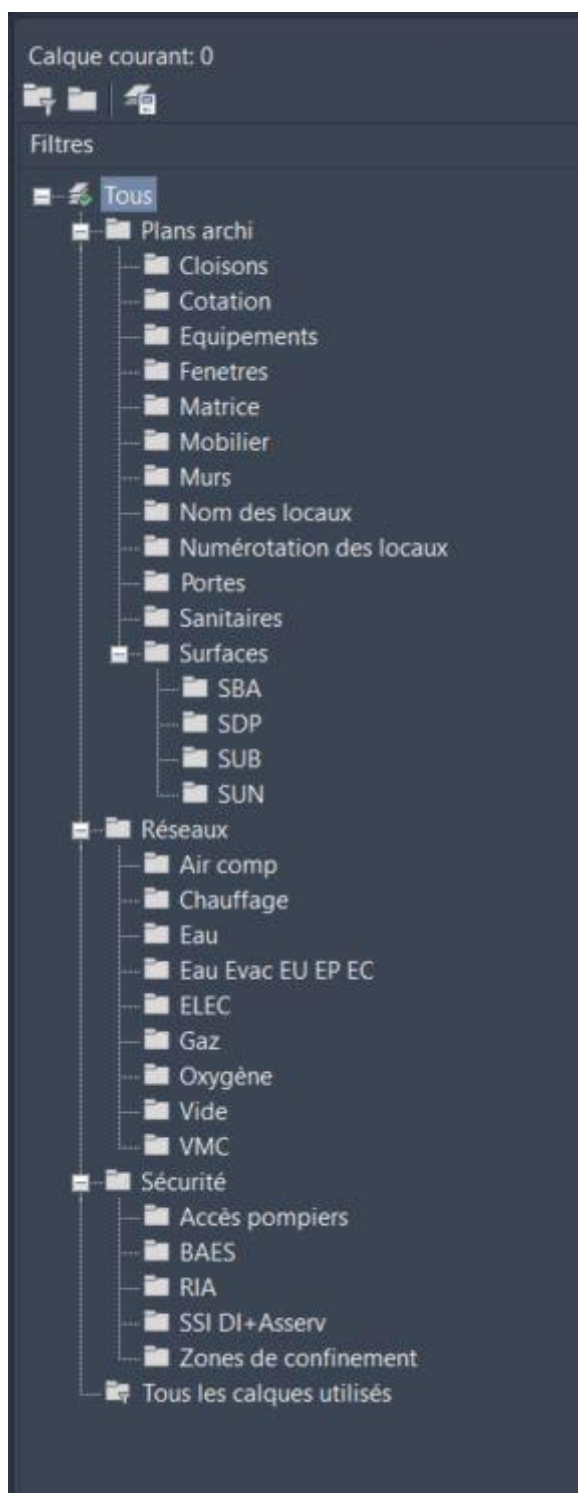 Calque courant: 0
Filtres
Tous
Plans archi
Cloisons
Cotation
Equipements
Fenetres
Matrice
Mobilier
Murs
Nom des locaux
Numérotation des locaux
Portes
Sanitaires
Surfaces
SBA
SDP
SUB
SUN
Réseaux
Air comp
Chauffage
Eau
Eau Evac EU EP EC
ELEC
Gaz
Oxygène
Vide
VMC
Sécurité
Accès pompiers
BAES
RIA
SSI DI+Asserv
Zones de confinement
Tous les calques utilisés